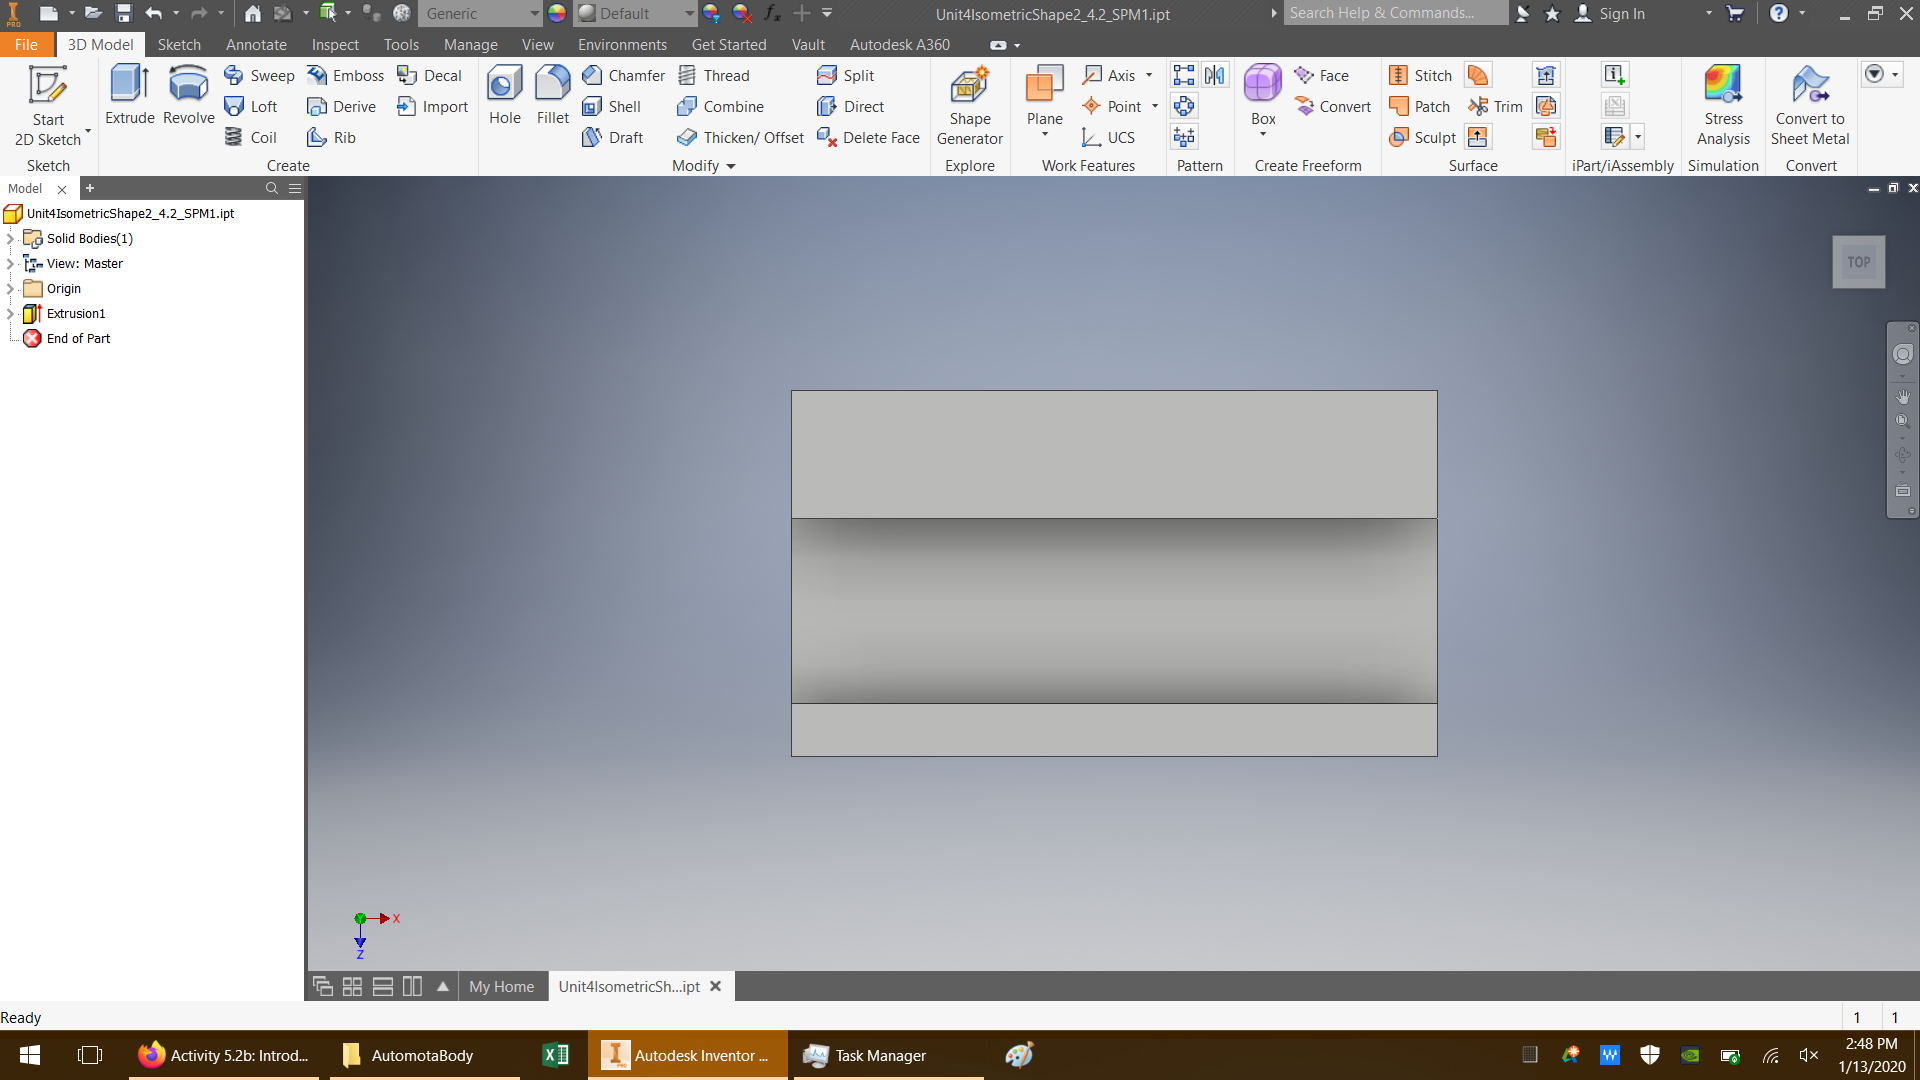 PRO
Generic
Default
fx
Unit4IsometricShape2_4.2_SPM1.ipt
Search Help & Commands...
Sign In
File
3D Model
Sketch
Annotate
Inspect
Tools
Manage
View
Environments
Get Started
Vault
Autodesk A360
Start
2D Sketch
Sketch
Extrude
Revolve
Sweep
Loft
Coil
Emboss
Derive
Rib
Decal
Import
Create
Hole
Fillet
Chamfer
Shell
Draft
Thread
Combine
Thicken/ Offset
Split
Direct
Delete Face
Modify
Shape
Generator
Explore
Plane
Axis
Point
UCS
Work Features
Pattern
Box
Face
Convert
Create Freeform
Stitch
Patch
Sculpt
Trim
Surface
iPart/iAssembly
Stress
Analysis
Simulation
Convert to
Sheet Metal
Convert
Model
Unit4IsometricShape2_4.2_SPM1.ipt
Solid Bodies(1)
View: Master
Origin
Extrusion1
End of Part
TOP
X
Z
My Home
Unit4IsometricSh...ipt
Ready
1
1
Activity 5.2b: Introd...
AutomotaBody
Autodesk Inventor ...
Task Manager
2:48 PM
1/13/2020